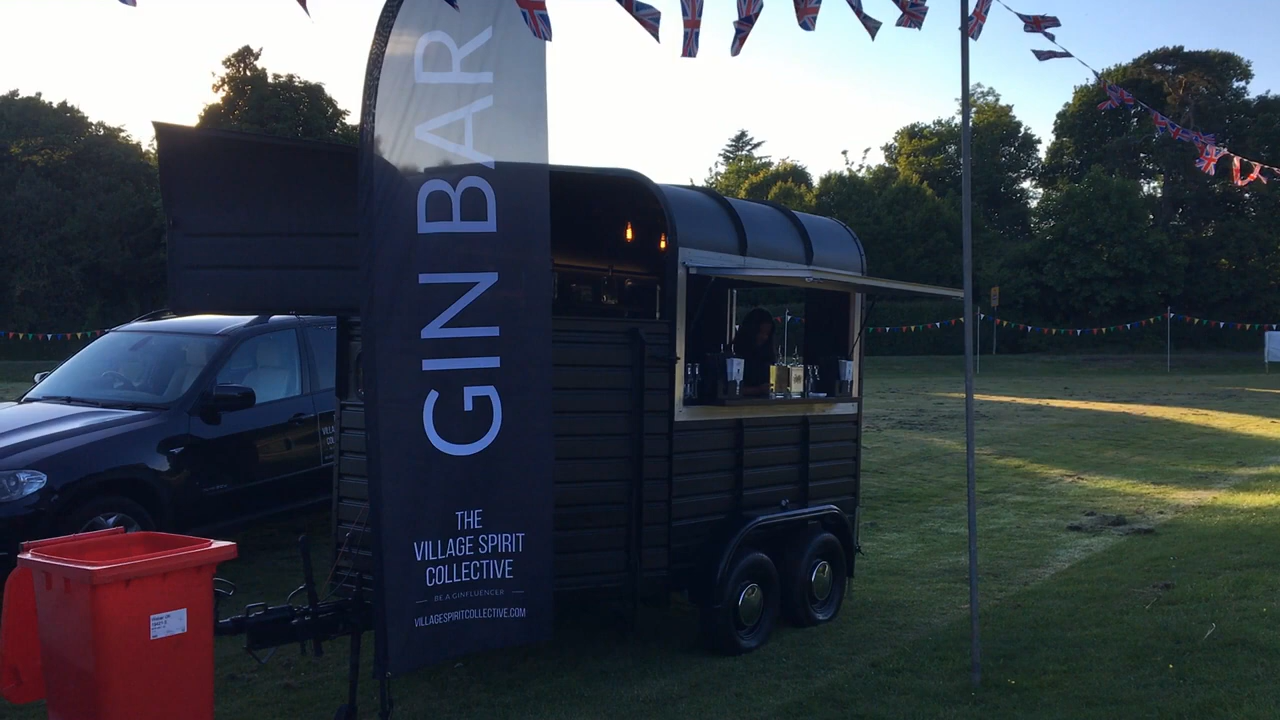 GIN BAR
THE
VILLAGE SPIRIT
COLLECTIVE
BE A GINFLUENCER
VILLAGESPIRITCOLLECTIVE.COM